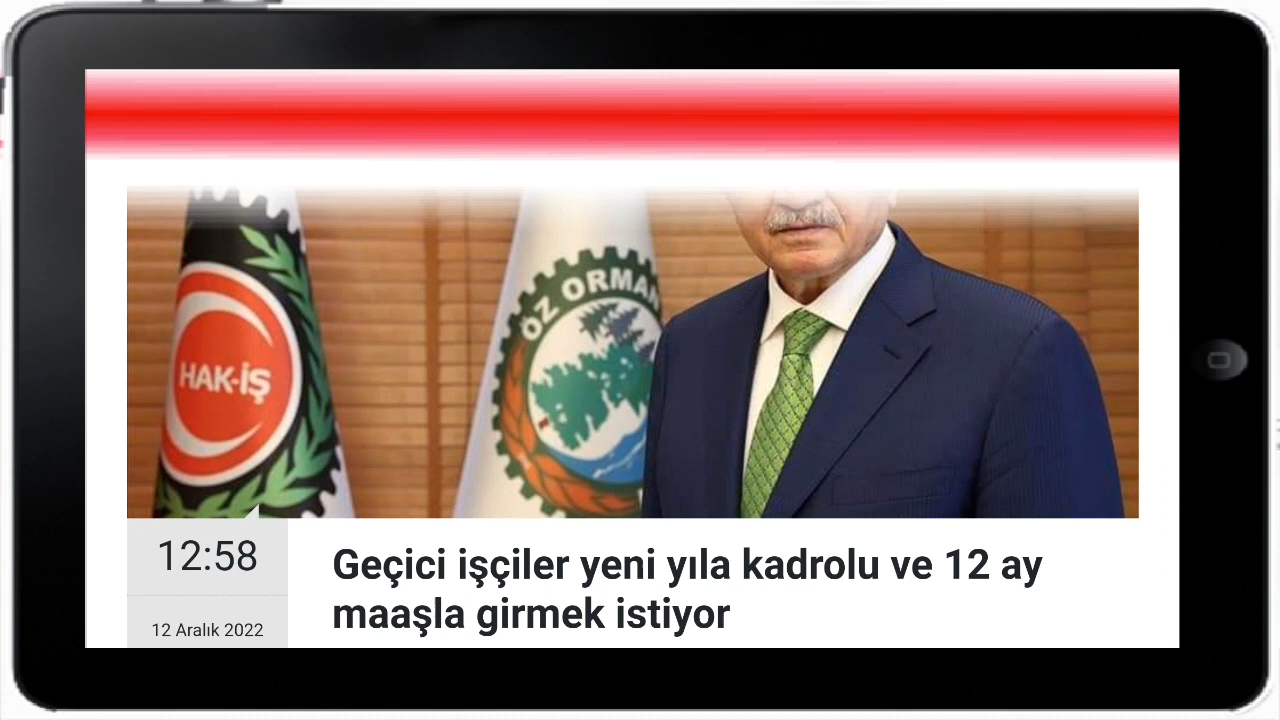 HAK-İŞ
ÖZ ORMAN
12:58
12 Aralık 2022
Geçici işçiler yeni yıla kadrolu ve 12 ay
maaşla girmek istiyor